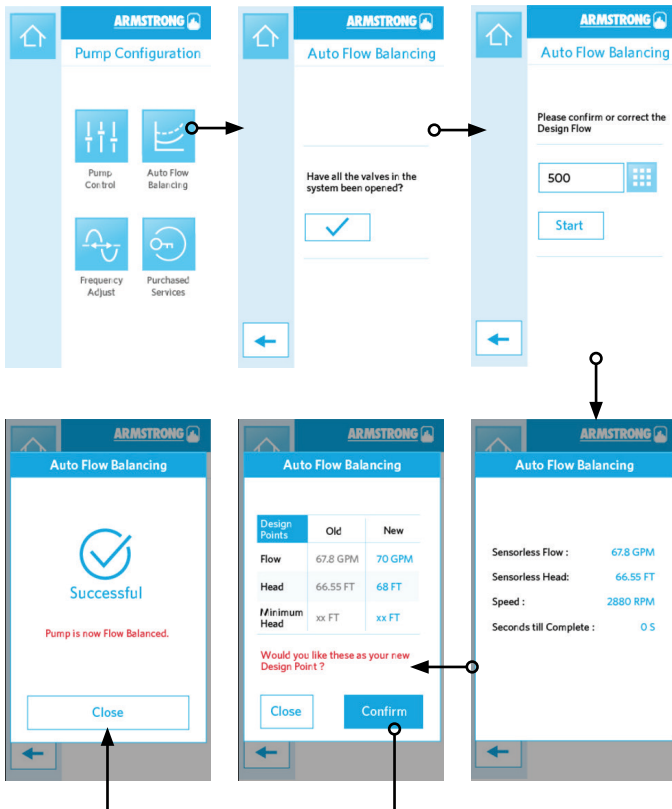 ARMSTRONG
Pump Configuration
Pump
Control
Auto Flow
Balancing
Frequency
Adjust
Purchased
Services
ARMSTRONG
Auto Flow Balancing
Have all the valves in the
system been opened?
ARMSTRONG
Auto Flow Balancing
Please confirm or correct the
Design Flow
500
Start
ARMSTRONG
Auto Flow Balancing
Sensorless Flow : 67.8 GPM
Sensorless Head: 66.55 FT
Speed : 2880 RPM
Seconds till Complete : 0 S
ARMSTRONG
Auto Flow Balancing
Design
Points Old New
Flow 67.8 GPM 70 GPM
Head 66.55 FT 68 FT
Minimum
Head xx FT xx FT
Would you like these as your new
Design Point ?
Close Confirm
ARMSTRONG
Auto Flow Balancing
Successful
Pump is now Flow Balanced.
Close